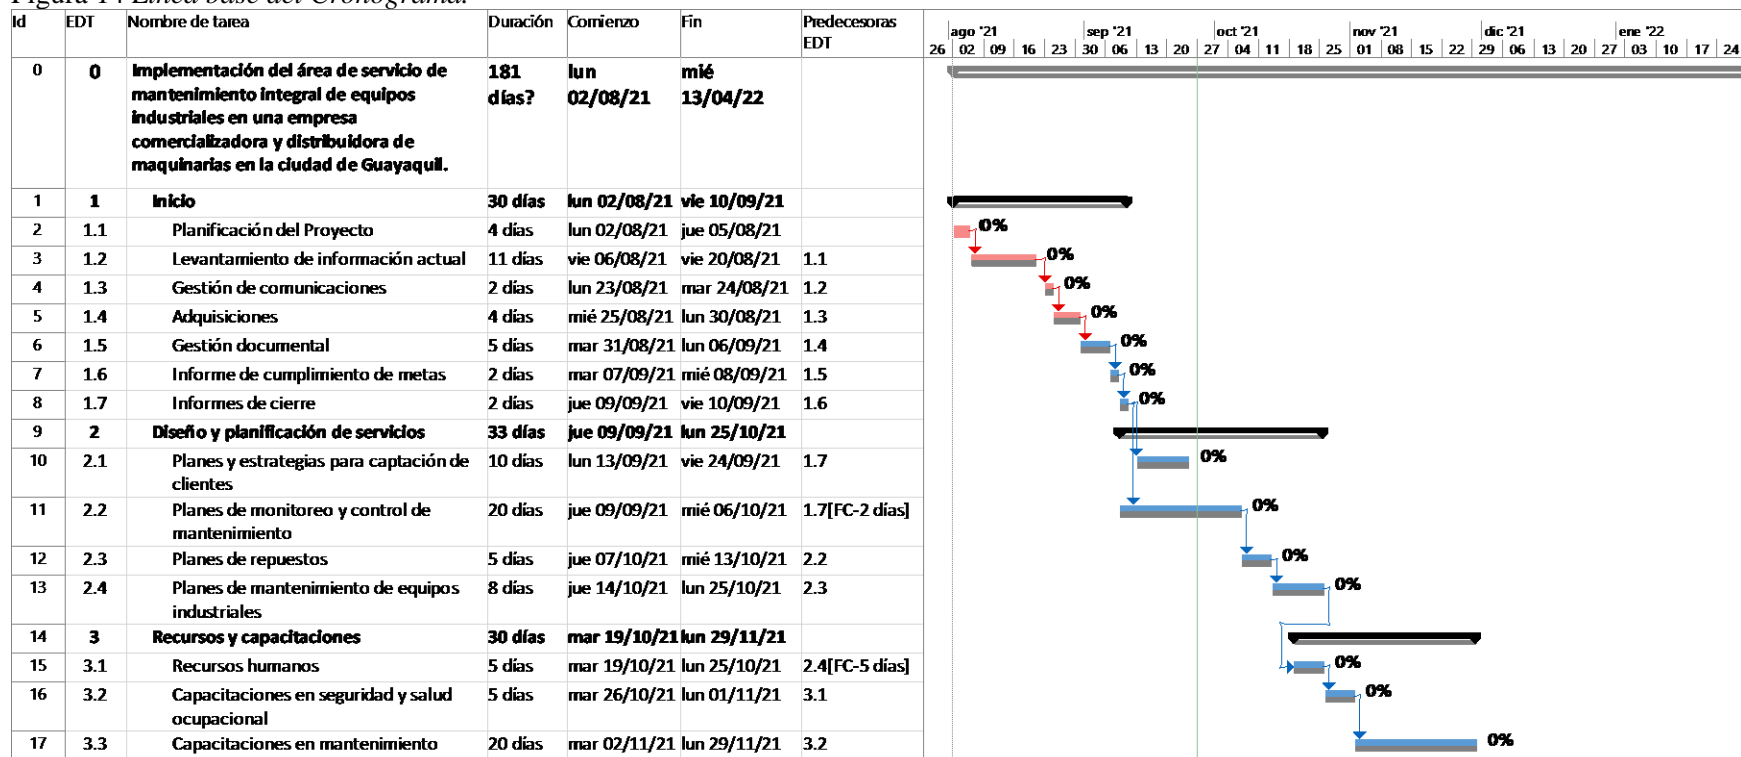 Figura 14 Línea base del Cronograma.
Id EDT Nombre de tarea Duración Comienzo Fin Predecesoras
EDT
ago '21 sep '21 oct '21 nov '21 dic '21 ene '22
26 02 09 16 23 30 06 13 20 27 04 11 18 25 01 08 15 22 29 06 13 20 27 03 10 17 24
0 0 Implementación del área de servicio de 181 lun mié
mantenimiento integral de equipos días? 02/08/21 13/04/22
industriales en una empresa
comercializadora y distribuidora de
maquinarias en la ciudad de Guayaquil.
1 1 Inicio 30 días lun 02/08/21 vie 10/09/21
2 1.1 Planificación del Proyecto 4 días lun 02/08/21 jue 05/08/21 0%
3 1.2 Levantamiento de información actual 11 días vie 06/08/21 vie 20/08/21 1.1 0%
4 1.3 Gestión de comunicaciones 2 días lun 23/08/21 mar 24/08/21 1.2 0%
5 1.4 Adquisiciones 4 días mié 25/08/21 lun 30/08/21 1.3 0%
6 1.5 Gestión documental 5 días mar 31/08/21 lun 06/09/21 1.4 0%
7 1.6 Informe de cumplimiento de metas 2 días mar 07/09/21 mié 08/09/21 1.5 0%
8 1.7 Informes de cierre 2 días jue 09/09/21 vie 10/09/21 1.6 0%
9 2 Diseño y planificación de servicios 33 días jue 09/09/21 lun 25/10/21
10 2.1 Planes y estrategias para captación de 10 días lun 13/09/21 vie 24/09/21 1.7 0%
clientes
11 2.2 Planes de monitoreo y control de 20 días jue 09/09/21 mié 06/10/21 1.7[FC-2 días] 0%
mantenimiento
12 2.3 Planes de repuestos 5 días jue 07/10/21 mié 13/10/21 2.2 0%
13 2.4 Planes de mantenimiento de equipos 8 días jue 14/10/21 lun 25/10/21 2.3 0%
industriales
14 3 Recursos y capacitaciones 30 días mar 19/10/21 lun 29/11/21
15 3.1 Recursos humanos 5 días mar 19/10/21 lun 25/10/21 2.4[FC-5 días] 0%
16 3.2 Capacitaciones en seguridad y salud 5 días mar 26/10/21 lun 01/11/21 3.1 0%
ocupacional
17 3.3 Capacitaciones en mantenimiento 20 días mar 02/11/21 lun 29/11/21 3.2 0%